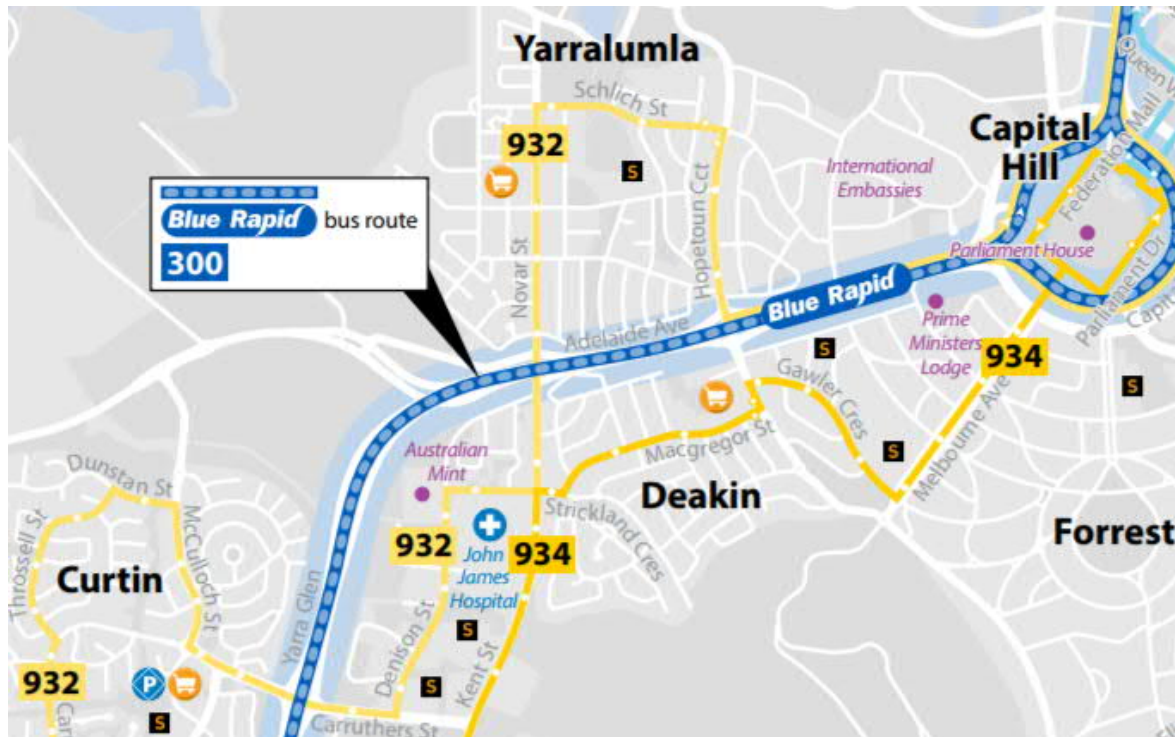 Yarralumla
Schlich St
932
S
Capital
Hill
Queen W
Federation Mall
International
Embassies
Parliament House
Parliament Dr
Capi
Blue Rapid bus route
300
Novar St
Hopetoun Cct
Adelaide Ave
Blue Rapid
Prime
Ministers
Lodge
934
S
S
Gawler Cres
S
Melbourne Ave
Macgregor St
Australian
Mint
Deakin
Strickland Cres
Forrest
Dunstan St
McCulloch St
Throssell St
Curtin
932
John
James
Hospital
934
S
Yarra Glen
Denison St
Kent St
S
932
P
S
Car
Carruthers St